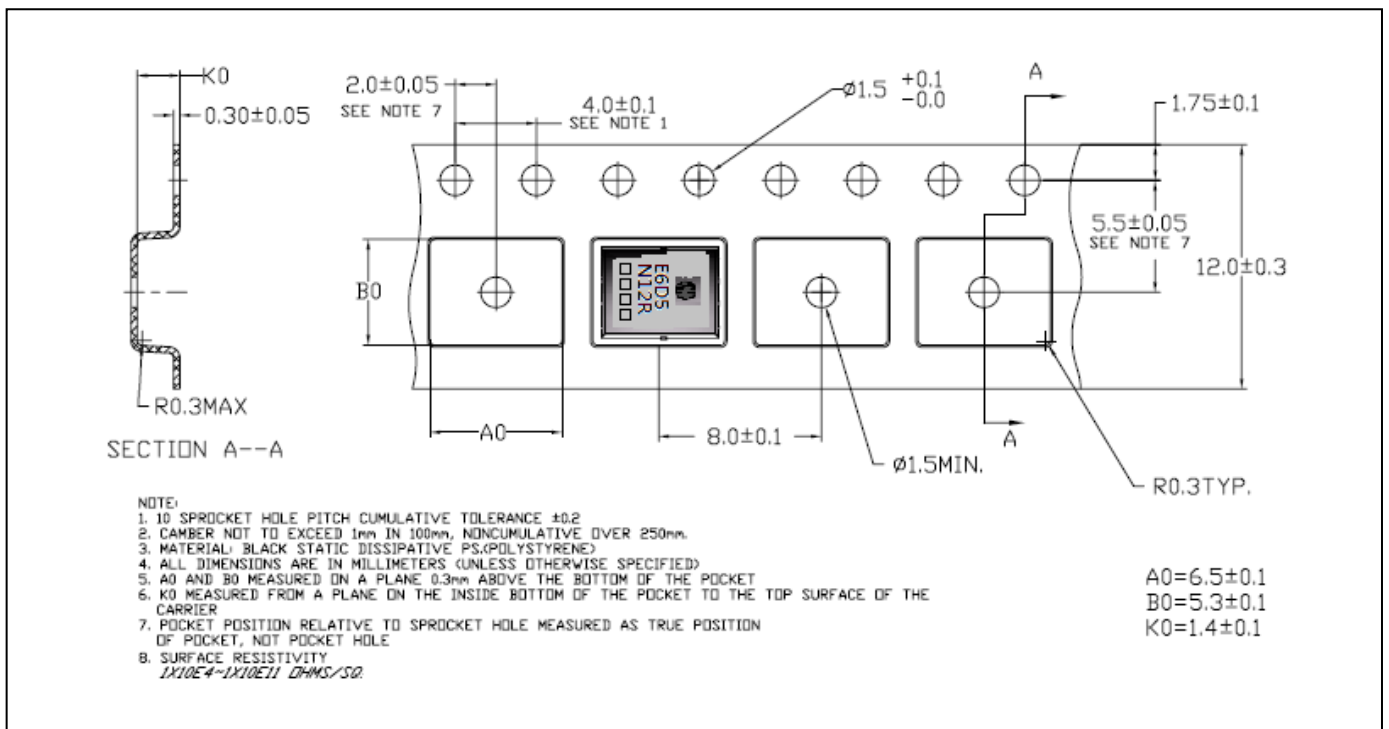 K0
0.30±0.05
2.0±0.05
SEE NOTE 7
4.0±0.1
SEE NOTE 1
Ø1.5 +0.1
-0.0
A
1.75±0.1
5.5±0.05
SEE NOTE 7
12.0±0.3
B0
E6D5
N12R
□□□□
R0.3MAX
SECTION A--A
A0
8.0±0.1
Ø1.5MIN.
A
R0.3TYP.
NOTE:
1. 10 SPROCKET HOLE PITCH CUMULATIVE TOLERANCE ±0.2
2. CAMBER NOT TO EXCEED 1mm IN 100mm, NONCUMULATIVE OVER 250mm.
3. MATERIAL: BLACK STATIC DISSIPATIVE PS.(POLYSTYRENE)
4. ALL DIMENSIONS ARE IN MILLIMETERS (UNLESS OTHERWISE SPECIFIED)
5. A0 AND B0 MEASURED ON A PLANE 0.3mm ABOVE THE BOTTOM OF THE POCKET
6. K0 MEASURED FROM A PLANE ON THE INSIDE BOTTOM OF THE POCKET TO THE TOP SURFACE OF THE
CARRIER
7. POCKET POSITION RELATIVE TO SPROCKET HOLE MEASURED AS TRUE POSITION
OF POCKET, NOT POCKET HOLE
8. SURFACE RESISTIVITY
1X10E4~1X10E11 OHMS/SQ.
A0=6.5±0.1
B0=5.3±0.1
K0=1.4±0.1